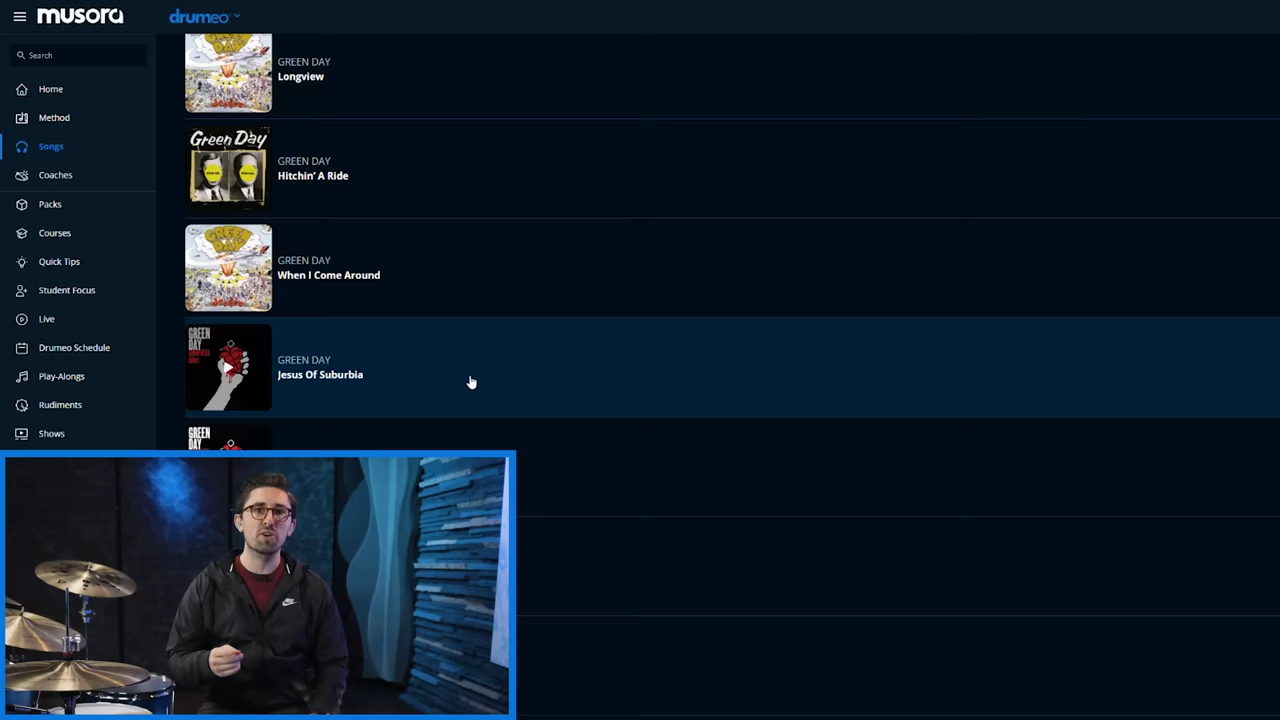 musora
drumeo
Search
Home
Method
Songs
Coaches
Packs
Courses
Quick Tips
Student Focus
Live
Drumeo Schedule
Play-Alongs
Rudiments
Shows
GREEN DAY
Longview
Green Day
GREEN DAY
Hitchin’ A Ride
GREEN DAY
GREEN DAY
When I Come Around
GREEN DAY
GREEN DAY
Jesus Of Suburbia
GREEN DAY